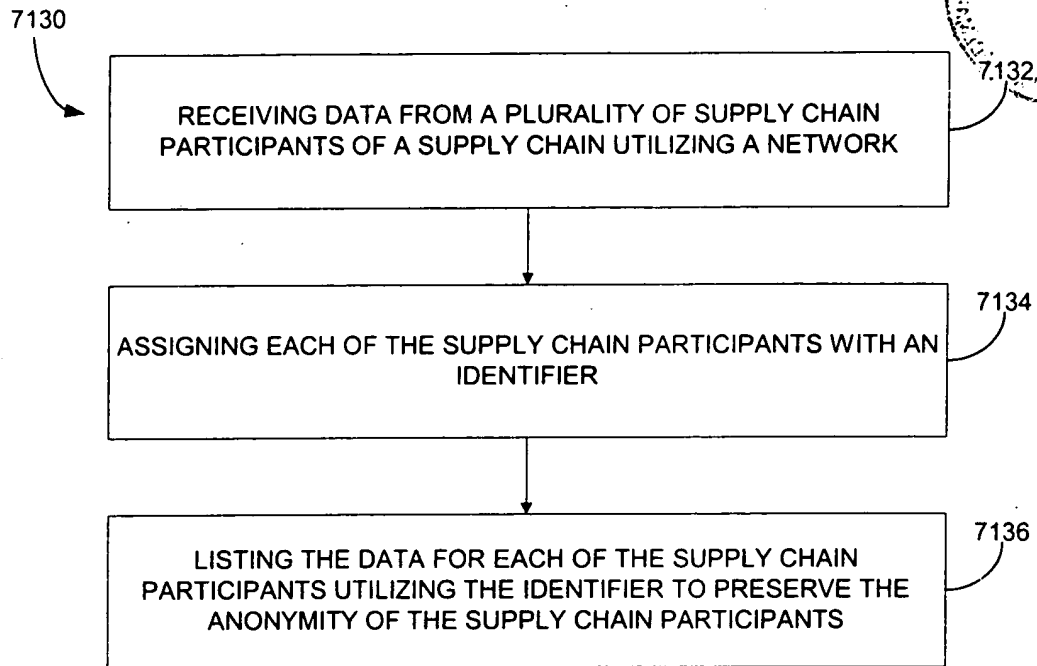 7130
7132
RECEIVING DATA FROM A PLURALITY OF SUPPLY CHAIN
PARTICIPANTS OF A SUPPLY CHAIN UTILIZING A NETWORK
7134
ASSIGNING EACH OF THE SUPPLY CHAIN PARTICIPANTS WITH AN
IDENTIFIER
7136
LISTING THE DATA FOR EACH OF THE SUPPLY CHAIN
PARTICIPANTS UTILIZING THE IDENTIFIER TO PRESERVE THE
ANONYMITY OF THE SUPPLY CHAIN PARTICIPANTS